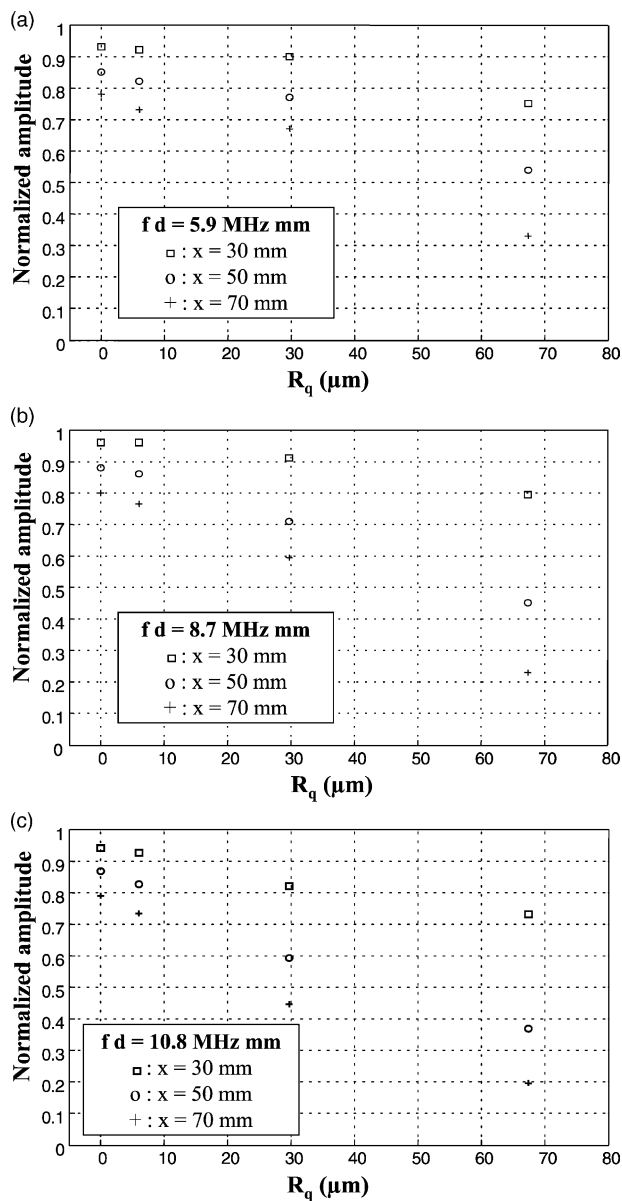 (a)
1
0.9
0.8
0.7
0.6
0.5
0.4
0.3
0.2
0.1
0
Normalized amplitude
f d = 5.9 MHz mm
□ : x = 30 mm
o : x = 50 mm
+ : x = 70 mm
0 10 20 30 40 50 60 70 80
Rq (µm)
(b)
1
0.9
0.8
0.7
0.6
0.5
0.4
0.3
0.2
0.1
0
Normalized amplitude
f d = 8.7 MHz mm
□ : x = 30 mm
o : x = 50 mm
+ : x = 70 mm
0 10 20 30 40 50 60 70 80
Rq (µm)
(c)
1
0.9
0.8
0.7
0.6
0.5
0.4
0.3
0.2
0.1
0
Normalized amplitude
f d = 10.8 MHz mm
□ : x = 30 mm
o : x = 50 mm
+ : x = 70 mm
0 10 20 30 40 50 60 70 80
Rq (µm)